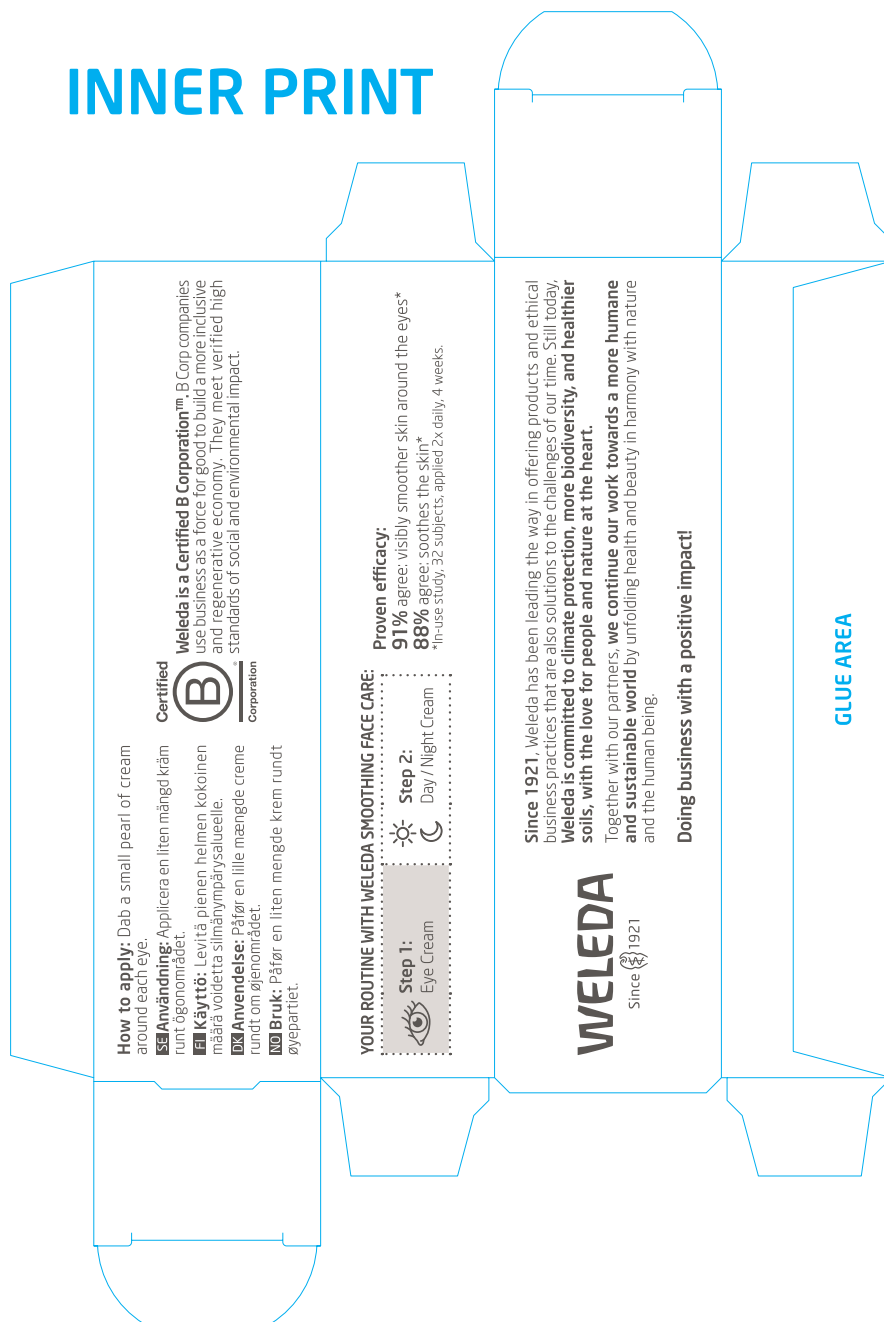 INNER PRINT
How to apply: Dab a small pearl of cream
around each eye.
SE Användning: Applicera en liten mängd kräm
runt ögonområdet.
FI Käyttö: Levitä pienen helmen kokoinen
määrä voidetta silmänympärysalueelle.
DK Anvendelse: Påfør en lille mængde creme
rundt om øjenområdet.
NO Bruk: Påfør en liten mengde krem rundt
øyepartiet.
Certified
B
®
Corporation
Weleda is a Certified B Corporation™. B Corp companies
use business as a force for good to build a more inclusive
and regenerative economy. They meet verified high
standards of social and environmental impact.
YOUR ROUTINE WITH WELEDA SMOOTHING FACE CARE:
Step 1:
Eye Cream
Step 2:
Day / Night Cream
Proven efficacy:
91% agree: visibly smoother skin around the eyes*
88% agree: soothes the skin*
*In-use study, 32 subjects, applied 2x daily, 4 weeks.
WELEDA
Since 1921
Since 1921, Weleda has been leading the way in offering products and ethical
business practices that are also solutions to the challenges of our time. Still today,
Weleda is committed to climate protection, more biodiversity, and healthier
soils, with the love for people and nature at the heart.
Together with our partners, we continue our work towards a more humane
and sustainable world by unfolding health and beauty in harmony with nature
and the human being.
Doing business with a positive impact!
GLUE AREA